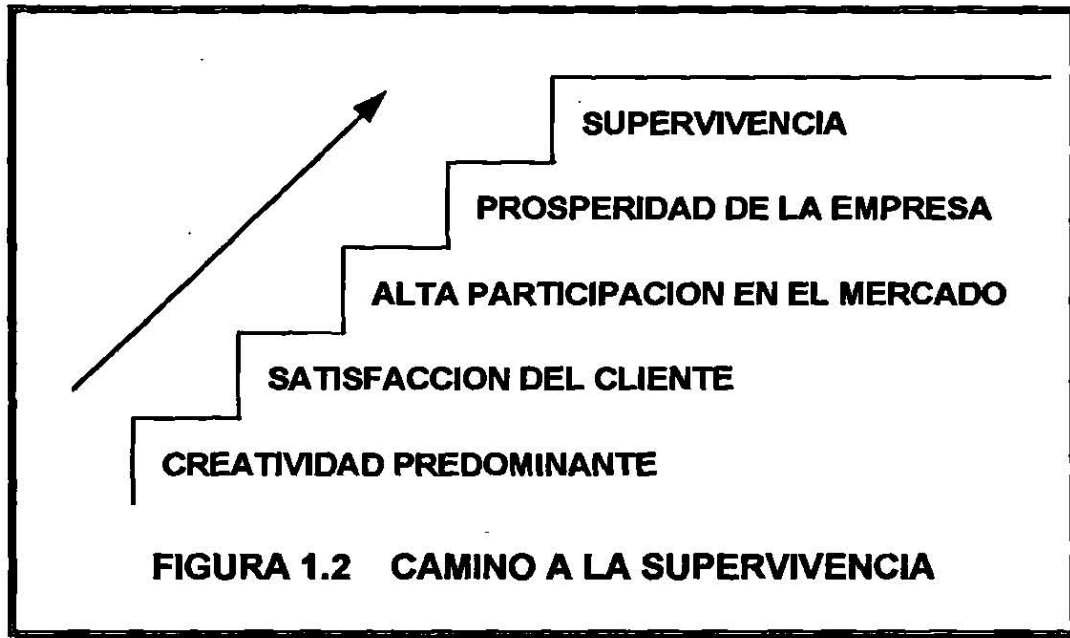 SUPERVIVENCIA
PROSPERIDAD DE LA EMPRESA
ALTA PARTICIPACION EN EL MERCADO
SATISFACCION DEL CLIENTE
CREATIVIDAD PREDOMINANTE
FIGURA 1.2 CAMINO A LA SUPERVIVENCIA